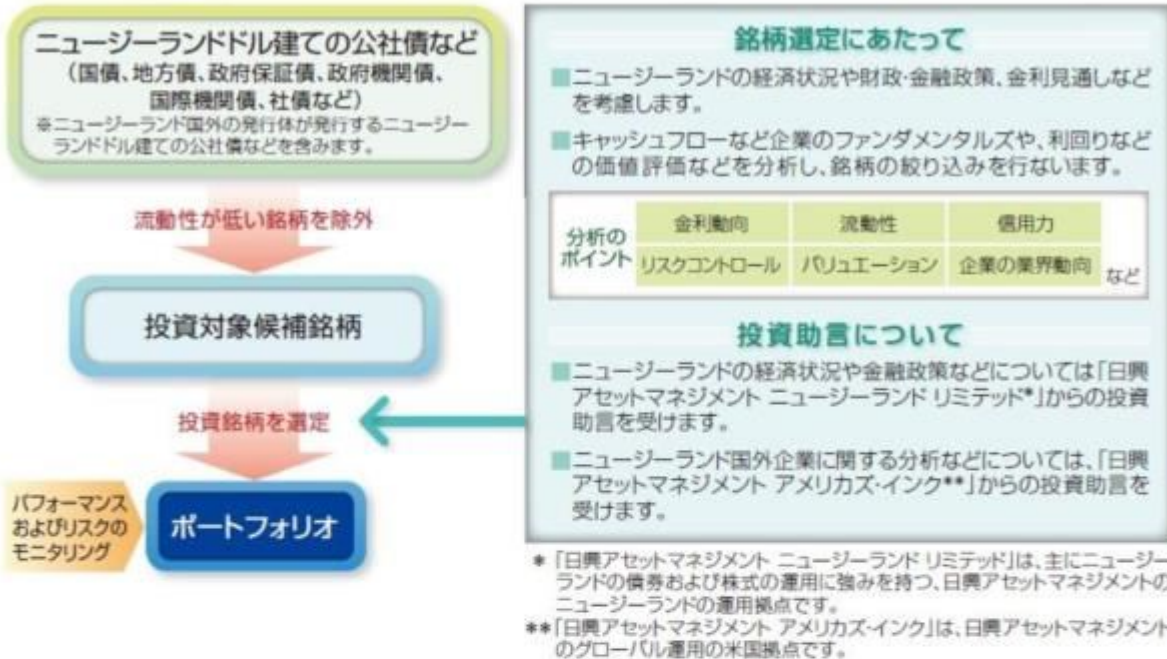 ニュージーランドドル建ての公社債など
(国債、地方債、政府保証債、政府機関債、
国際機関債、社債など)
※ニュージーランド国外の発行体が発行するニュージー
ランドドル建ての公社債などを含みます。
流動性が低い銘柄を除外
投資対象候補銘柄
投資銘柄を選定
パフォーマンス
およびリスクの
モニタリング
ポートフォリオ
銘柄選定にあたって
■ニュージーランドの経済状況や財政・金融政策、金利見通しなど
を考慮します。
■キャッシュフローなど企業のファンダメンタルズや、利回りなど
の価値評価などを分析し、銘柄の絞り込みを行ないます。
分析の
ポイント
金利動向 流動性 信用力
リスクコントロール バリュエーション 企業の業界動向
など
投資助言について
■ニュージーランドの経済状況や金融政策などについては「日興
アセットマネジメント ニュージーランド リミテッド*」からの投資
助言を受けます。
■ニュージーランド国外企業に関する分析などについては、「日興
アセットマネジメント アメリカズ・インク**」からの投資助言を
受けます。
* 「日興アセットマネジメント ニュージーランド リミテッド」は、主にニュージー
ランドの債券および株式の運用に強みを持つ、日興アセットマネジメントの
ニュージーランドの運用拠点です。
**「日興アセットマネジメント アメリカズ・インク」は、日興アセットマネジメント
のグローバル運用の米国拠点です。